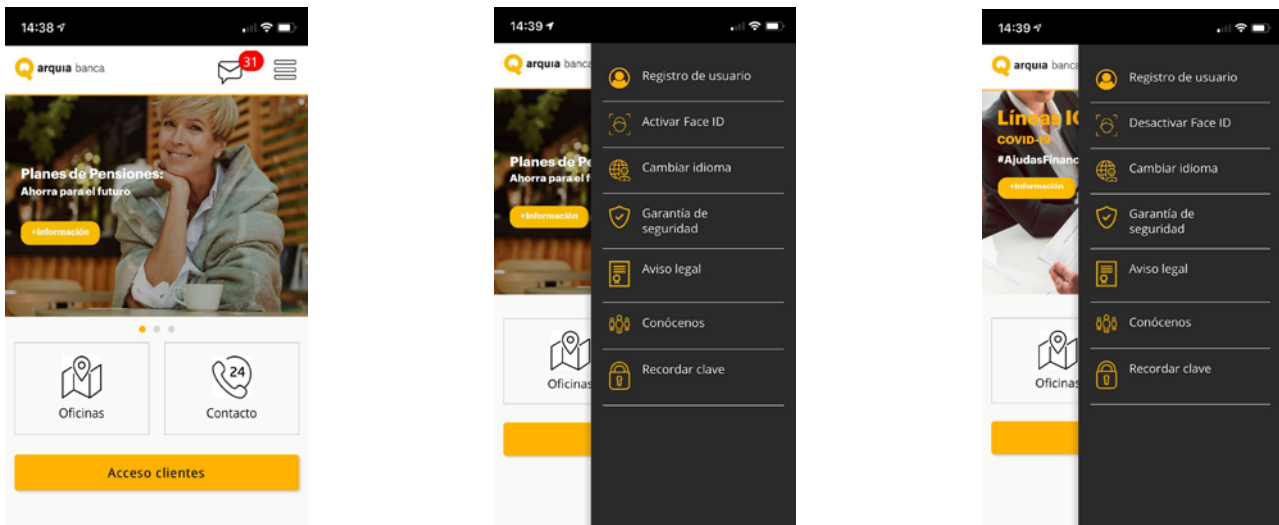 14:38
arquia banca
31
Planes de Pensiones:
Ahorra para el futuro
+Información
Oficinas
24
Contacto
Acceso clientes
14:39
arquia banca
Planes de Pe
Ahorra para el f
+Información
Oficinas
Registro de usuario
Activar Face ID
Cambiar idioma
Garantía de
seguridad
Aviso legal
Conócenos
Recordar clave
14:39
arquia banca
Líneas IC
COVID-19
#AjudasFinanc
+Información
Oficinas
Registro de usuario
Desactivar Face ID
Cambiar idioma
Garantía de
seguridad
Aviso legal
Conócenos
Recordar clave